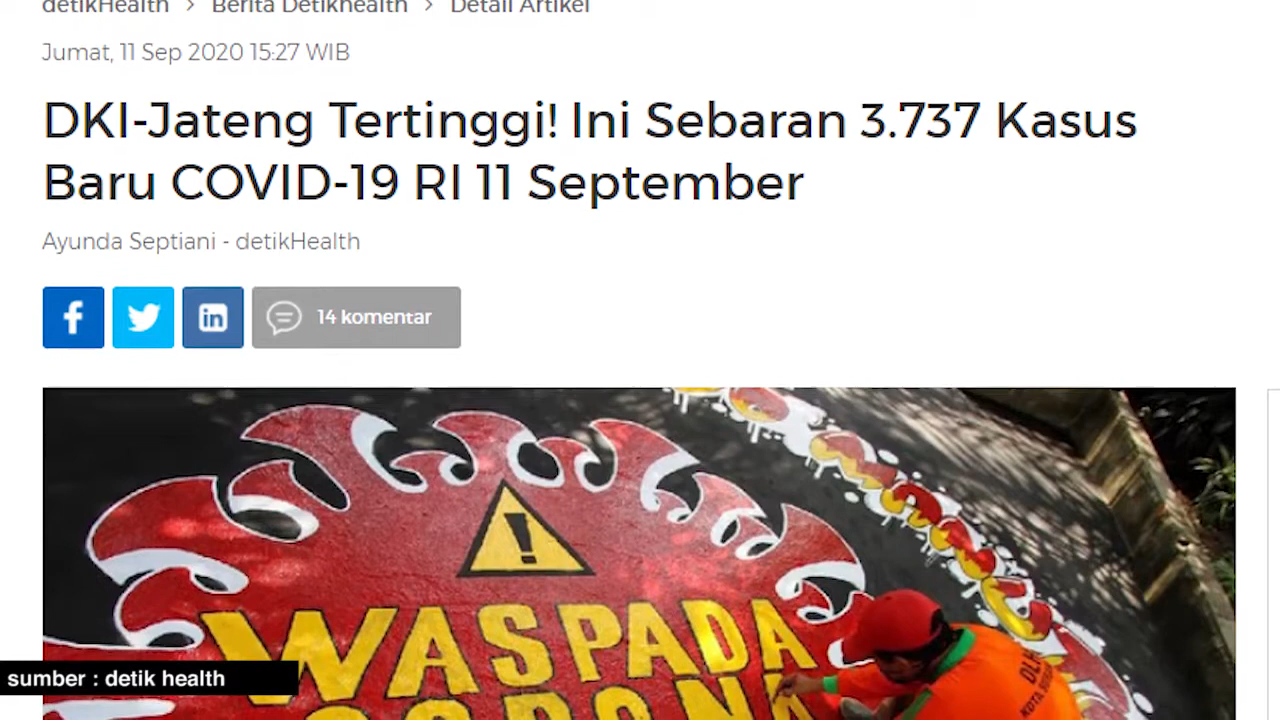 detikHealth > Berita Detikhealth > Detail Artikel
Jumat, 11 Sep 2020 15:27 WIB
DKI-Jateng Tertinggi! Ini Sebaran 3.737 Kasus
Baru COVID-19 RI 11 September
Ayunda Septiani - detikHealth
14 komentar
WASPADA
CORONA
sumber : detik health